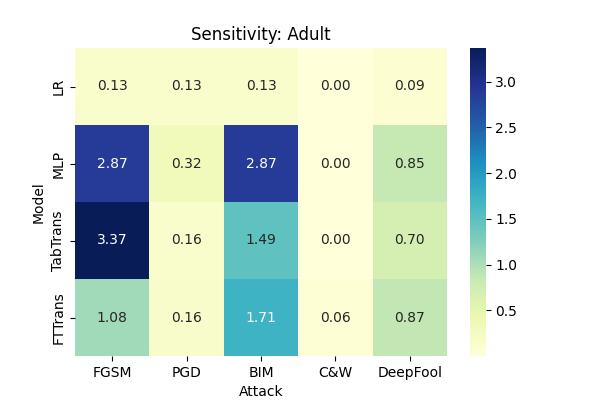 Sensitivity: Adult
LR 0.13 0.13 0.13 0.00 0.09
MLP 2.87 0.32 2.87 0.00 0.85
TabTrans 3.37 0.16 1.49 0.00 0.70
FTTrans 1.08 0.16 1.71 0.06 0.87
Model
FGSM PGD BIM C&W DeepFool
Attack
3.0
2.5
2.0
1.5
1.0
0.5